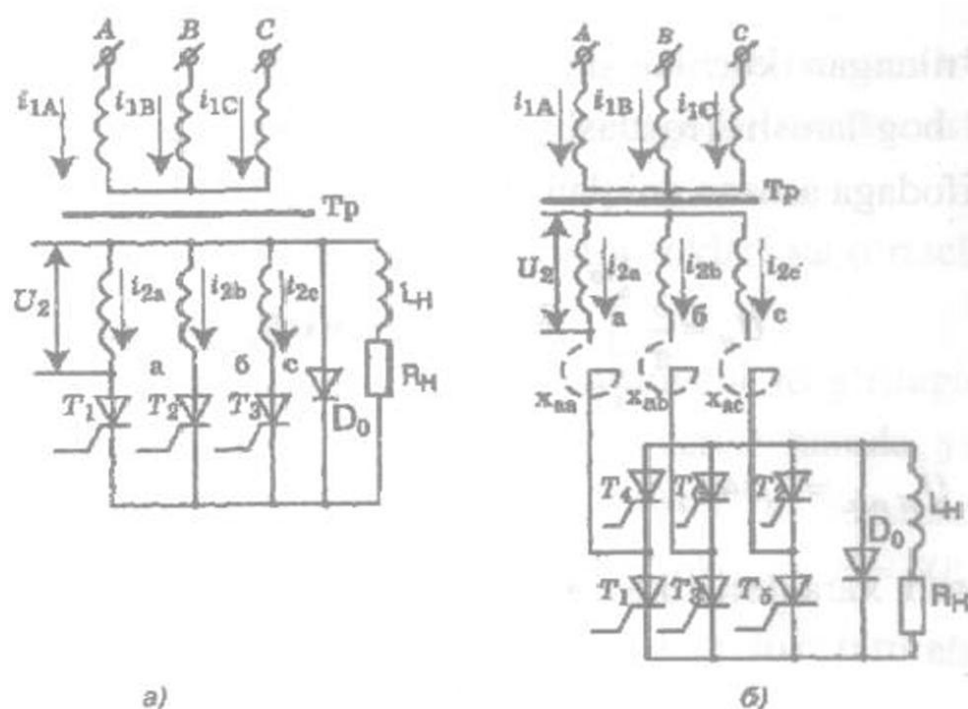 A B C
i1A i1B i1C
Tp
U2 i2a i2b i2c LH
a б c
T1 T2 T3 D0 RH
a)
A B C
i1A i1B i1C
Tp
U2 i2a i2b i2c
a б c
xaa xab xac
T4 T2 LH
D0
T1 T3 T5 RH
б)